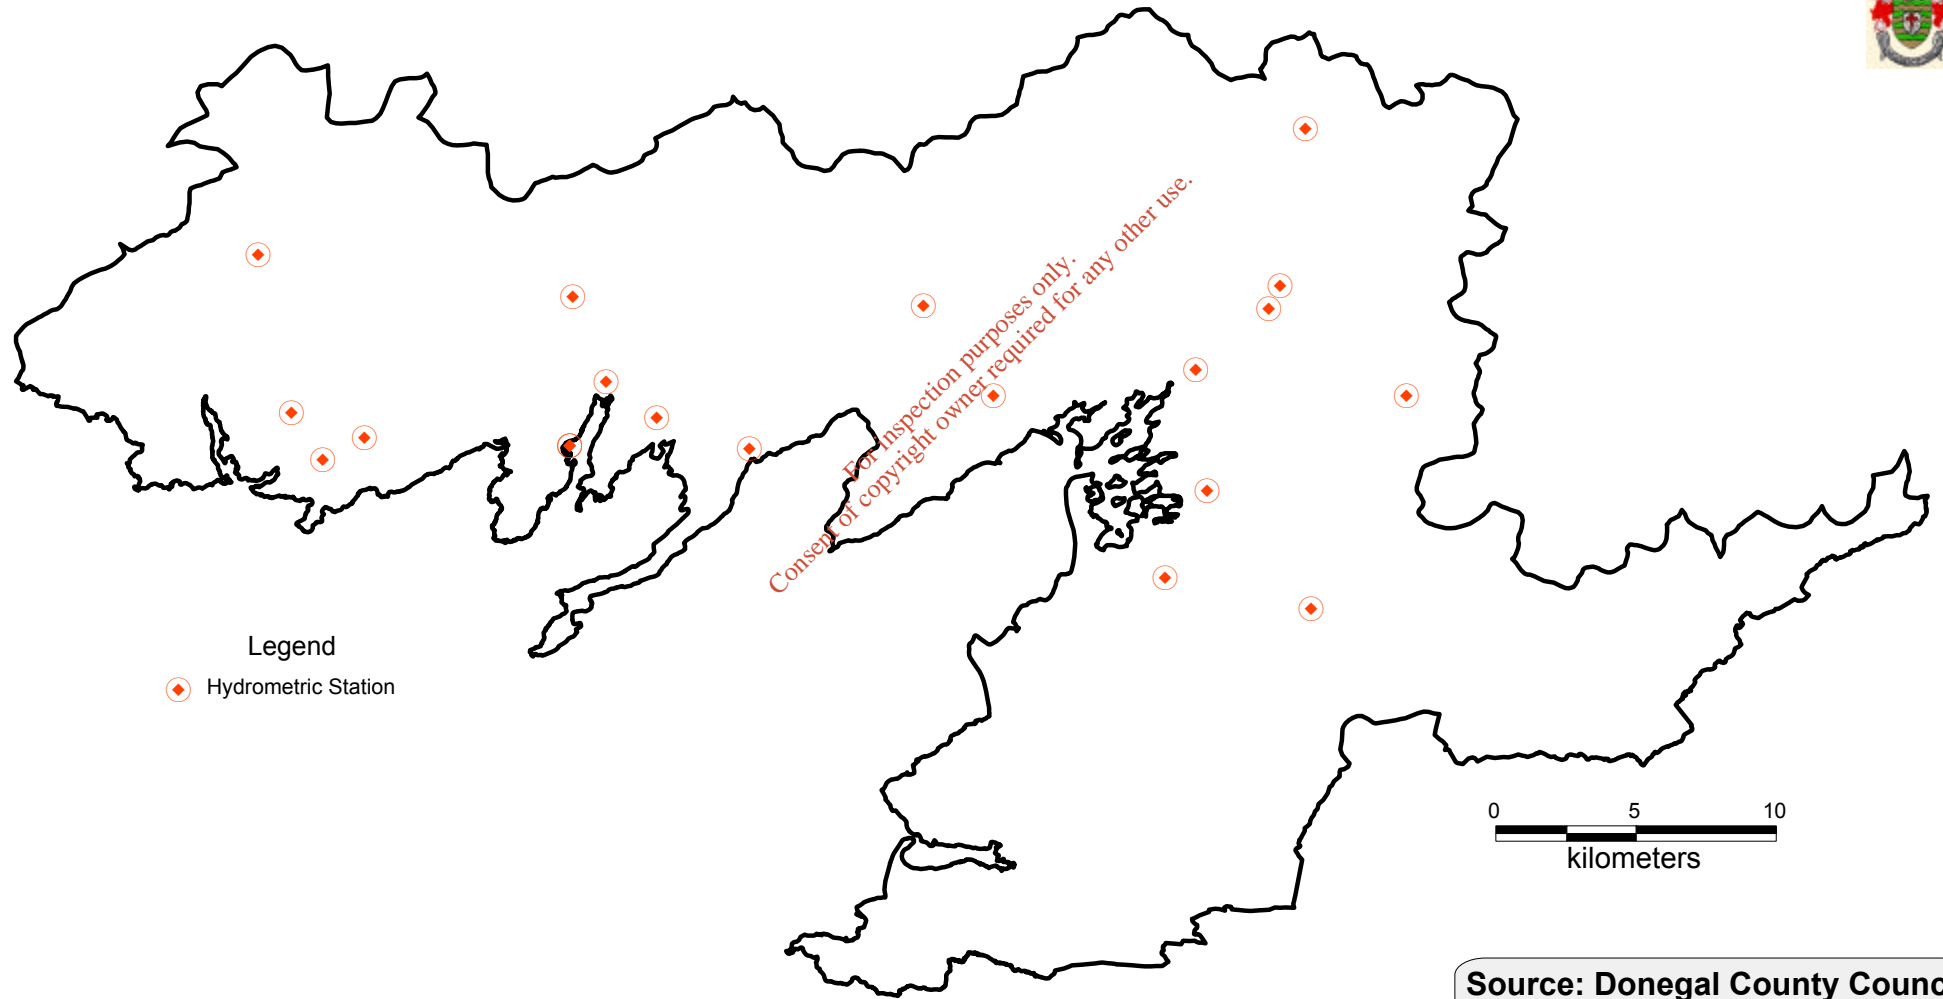 For inspection purposes only.
Consent of copyright owner required for any other use.
Legend
Hydrometric Station
0 5 10
kilometers
Source: Donegal County Counc